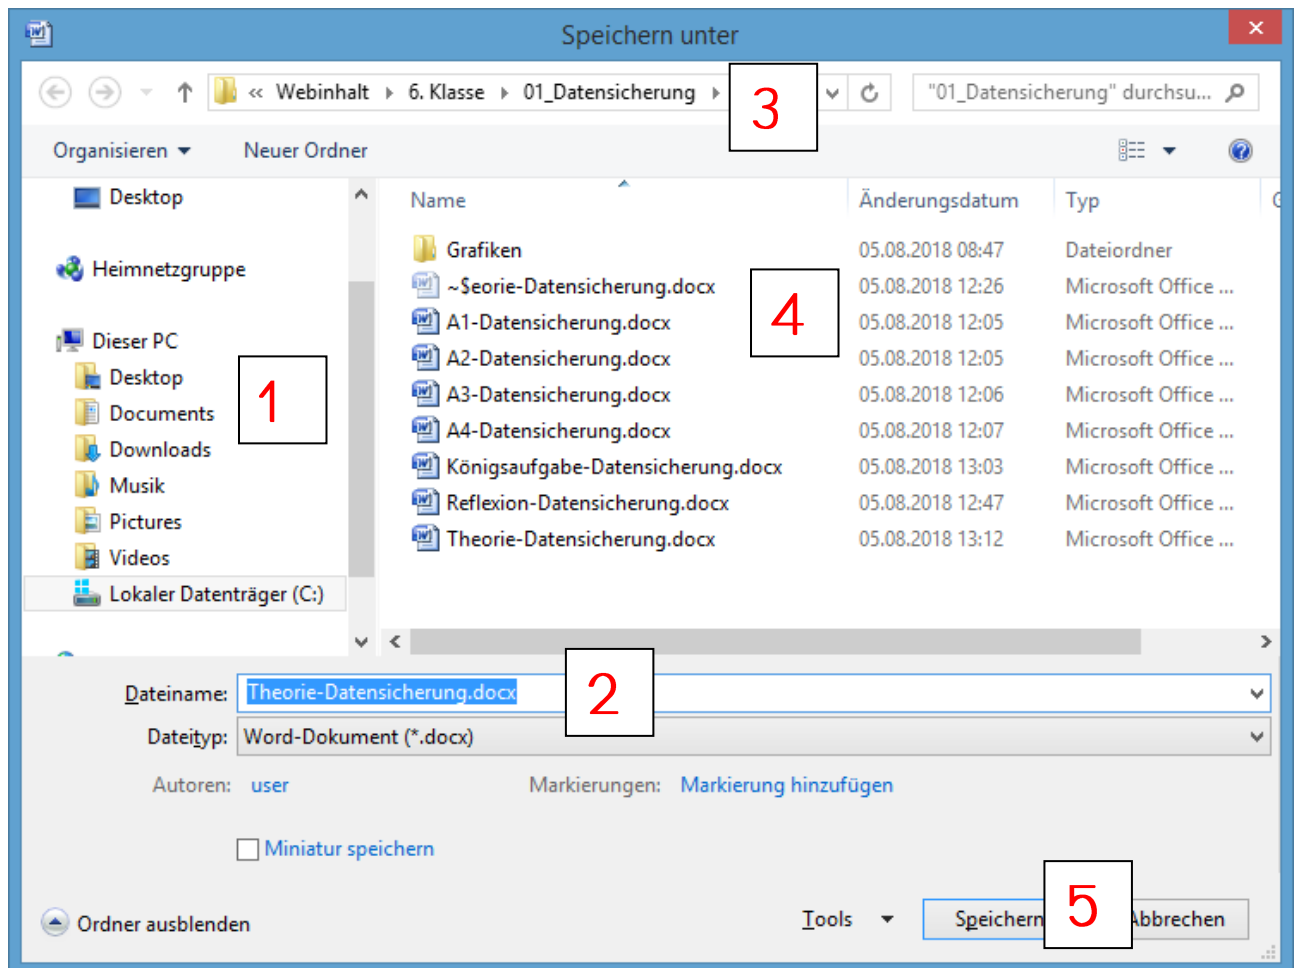 Speichern unter
« Webinhalt 6. Klasse 01_Datensicherung
"01_Datensicherung" durchsu...
3
Organisieren Neuer Ordner
Desktop
Heimnetzgruppe
Dieser PC
Desktop
Documents
Downloads
Musik
Pictures
Videos
Lokaler Datenträger (C:)
1
Name Änderungsdatum Typ
Grafiken 05.08.2018 08:47 Dateiordner
~$eorie-Datensicherung.docx 05.08.2018 12:26 Microsoft Office ...
A1-Datensicherung.docx 05.08.2018 12:05 Microsoft Office ...
A2-Datensicherung.docx 05.08.2018 12:05 Microsoft Office ...
A3-Datensicherung.docx 05.08.2018 12:06 Microsoft Office ...
A4-Datensicherung.docx 05.08.2018 12:07 Microsoft Office ...
Königsaufgabe-Datensicherung.docx 05.08.2018 13:03 Microsoft Office ...
Reflexion-Datensicherung.docx 05.08.2018 12:47 Microsoft Office ...
Theorie-Datensicherung.docx 05.08.2018 13:12 Microsoft Office ...
4
Dateiname: Theorie-Datensicherung.docx
2
Dateityp: Word-Dokument (*.docx)
Autoren: user Markierungen: Markierung hinzufügen
Miniatur speichern
Ordner ausblenden
Tools Speichern 5 Abbrechen